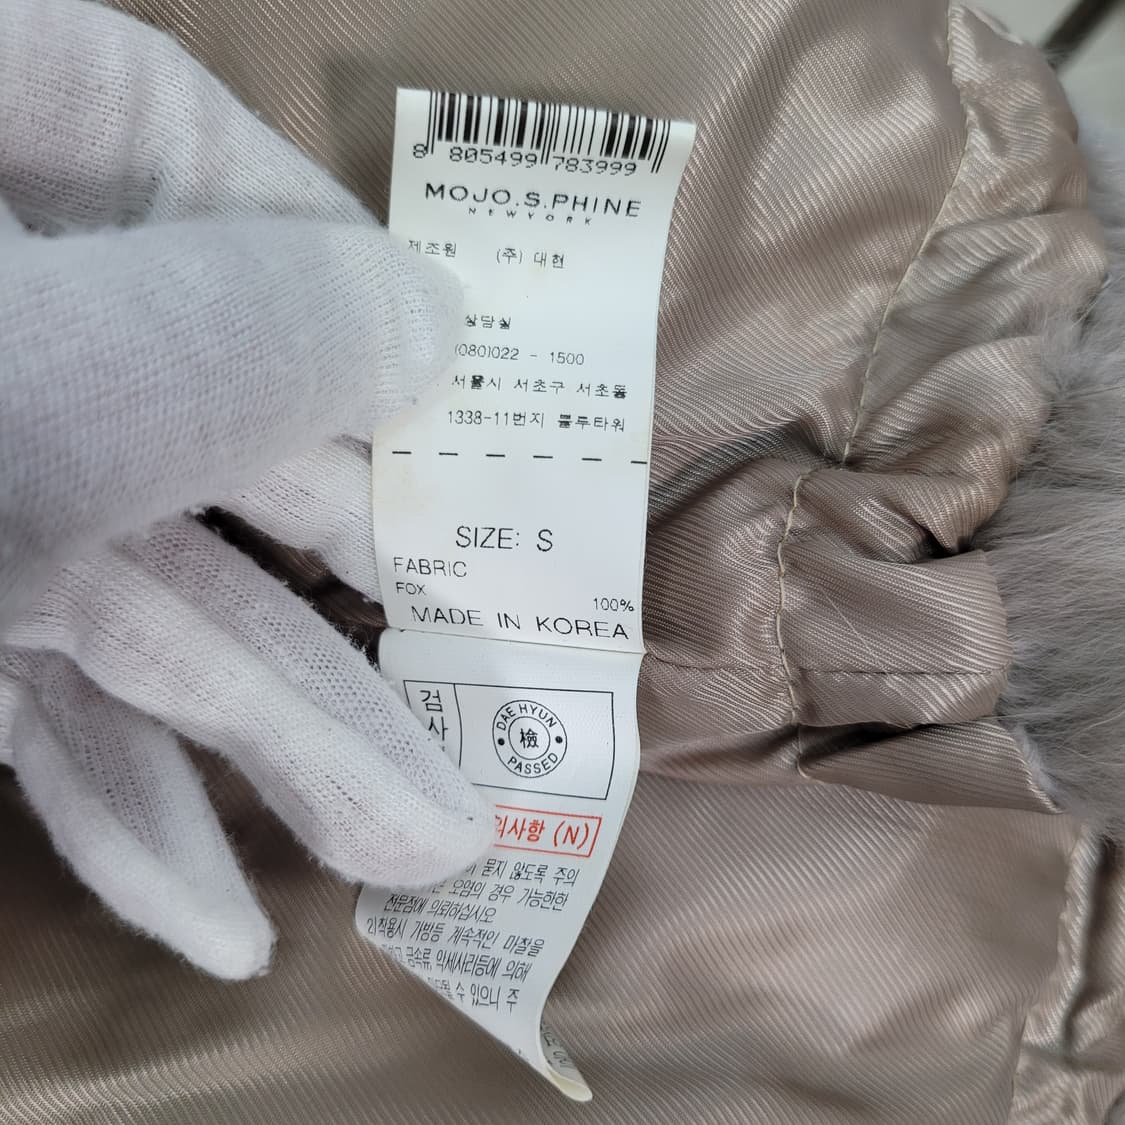 8 805499 783999
MOJO.S.PHINE
NEWYORK
제조원 (주) 대현
상담실
(080)022 - 1500
서울시 서초구 서초동
1338-11번지 블루타워
SIZE: S
FABRIC
FOX 100%
MADE IN KOREA
검사
DAE HYUN
檢
PASSED
의사항 (N)
묻지 않도록 주의
오염의 경우 가능한한
전문점에 의뢰하십시오
2)착용시 가방등 계속적인 마찰을
금속류, 악세사리등에 의해
수 있으니 주